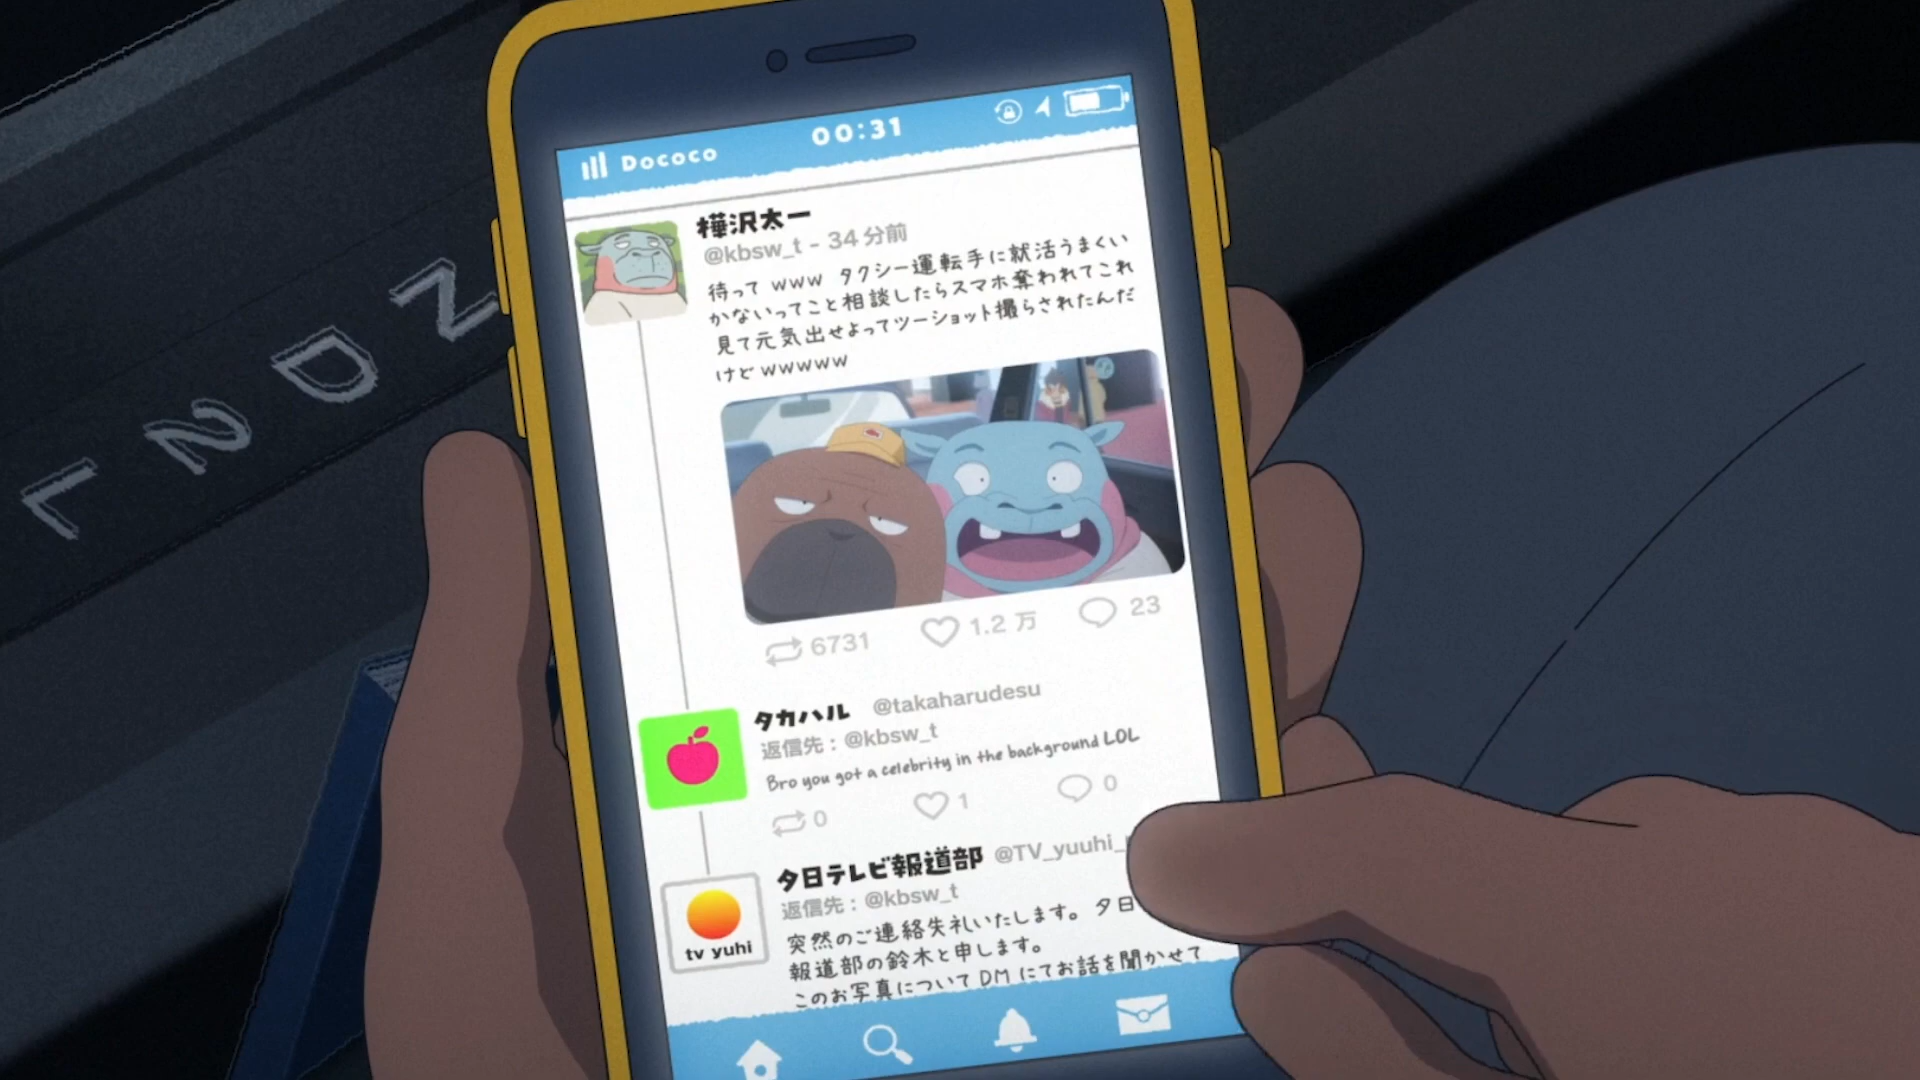 Dococo
00:31
樺沢太一
@kbsw_t - 34 分前
待って www タクシー運転手に就活うまくい
かないってこと相談したらスマホ奪われてこれ
見て元気出せよってツーショット撮らされたんだ
けど wwwww
6731
1.2 万
23
タカハル @takaharudesu
返信先：@kbsw_t
Bro you got a celebrity in the background LOL
0
1
0
夕日テレビ報道部 @TV_yuuhi_
返信先：@kbsw_t
突然のご連絡失礼いたします。夕日
報道部の鈴木と申します。
このお写真について DM にてお話を聞かせて
tv yuhi
N
D
2
L